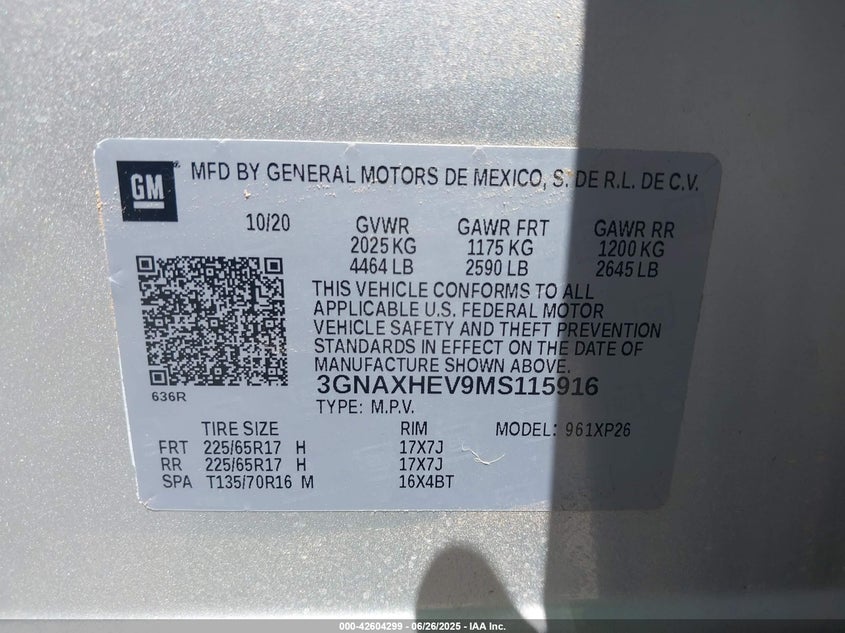 GM
MFD BY GENERAL MOTORS DE MEXICO, S. DE R.L. DE C.V.
10/20 GVWR GAWR FRT GAWR RR
2025 KG 1175 KG 1200 KG
4464 LB 2590 LB 2645 LB
THIS VEHICLE CONFORMS TO ALL
APPLICABLE U.S. FEDERAL MOTOR
VEHICLE SAFETY AND THEFT PREVENTION
STANDARDS IN EFFECT ON THE DATE OF
MANUFACTURE SHOWN ABOVE.
3GNAXHEV9MS115916
636R
TYPE: M.P.V.
TIRE SIZE RIM MODEL: 961XP26
FRT 225/65R17 H 17X7J
RR 225/65R17 H 17X7J
SPA T135/70R16 M 16X4BT
000-42604299 - 06/26/2025 - IAA Inc.